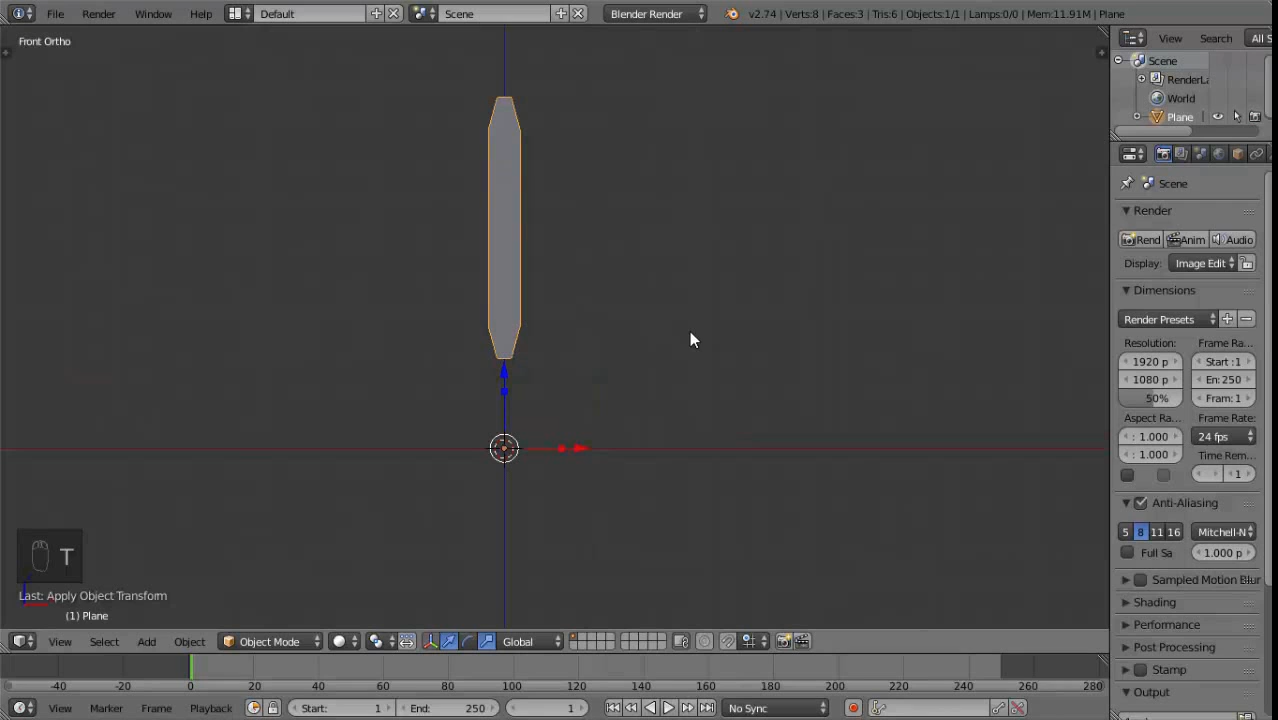 File Render Window Help Default Scene Blender Render v2.74 | Verts:8 | Faces:3 | Tris:6 | Objects:1/1 | Lamps:0/0 | Mem:11.91M | Plane
Front Ortho
View Search All S
Scene
RenderLa
World
Plane
Scene
Render
Rend Anim Audio
Display: Image Edit
Dimensions
Render Presets
Resolution: Frame Ra...
1920 p Start :1
1080 p En: 250
50% Fram: 1
Aspect Ra... Frame Rate:
: 1.000 24 fps
: 1.000 Time Rem...
1
Anti-Aliasing
5 8 11 16 Mitchell-N
Full Sa 1.000 p
Sampled Motion Blur
Shading
Performance
Post Processing
Stamp
Output
T
Last: Apply Object Transform
(1) Plane
View Select Add Object Object Mode Global
-40 -20 0 20 40 60 80 100 120 140 160 180 200 220 240 260 280
View Marker Frame Playback Start: 1 End: 250 1 No Sync